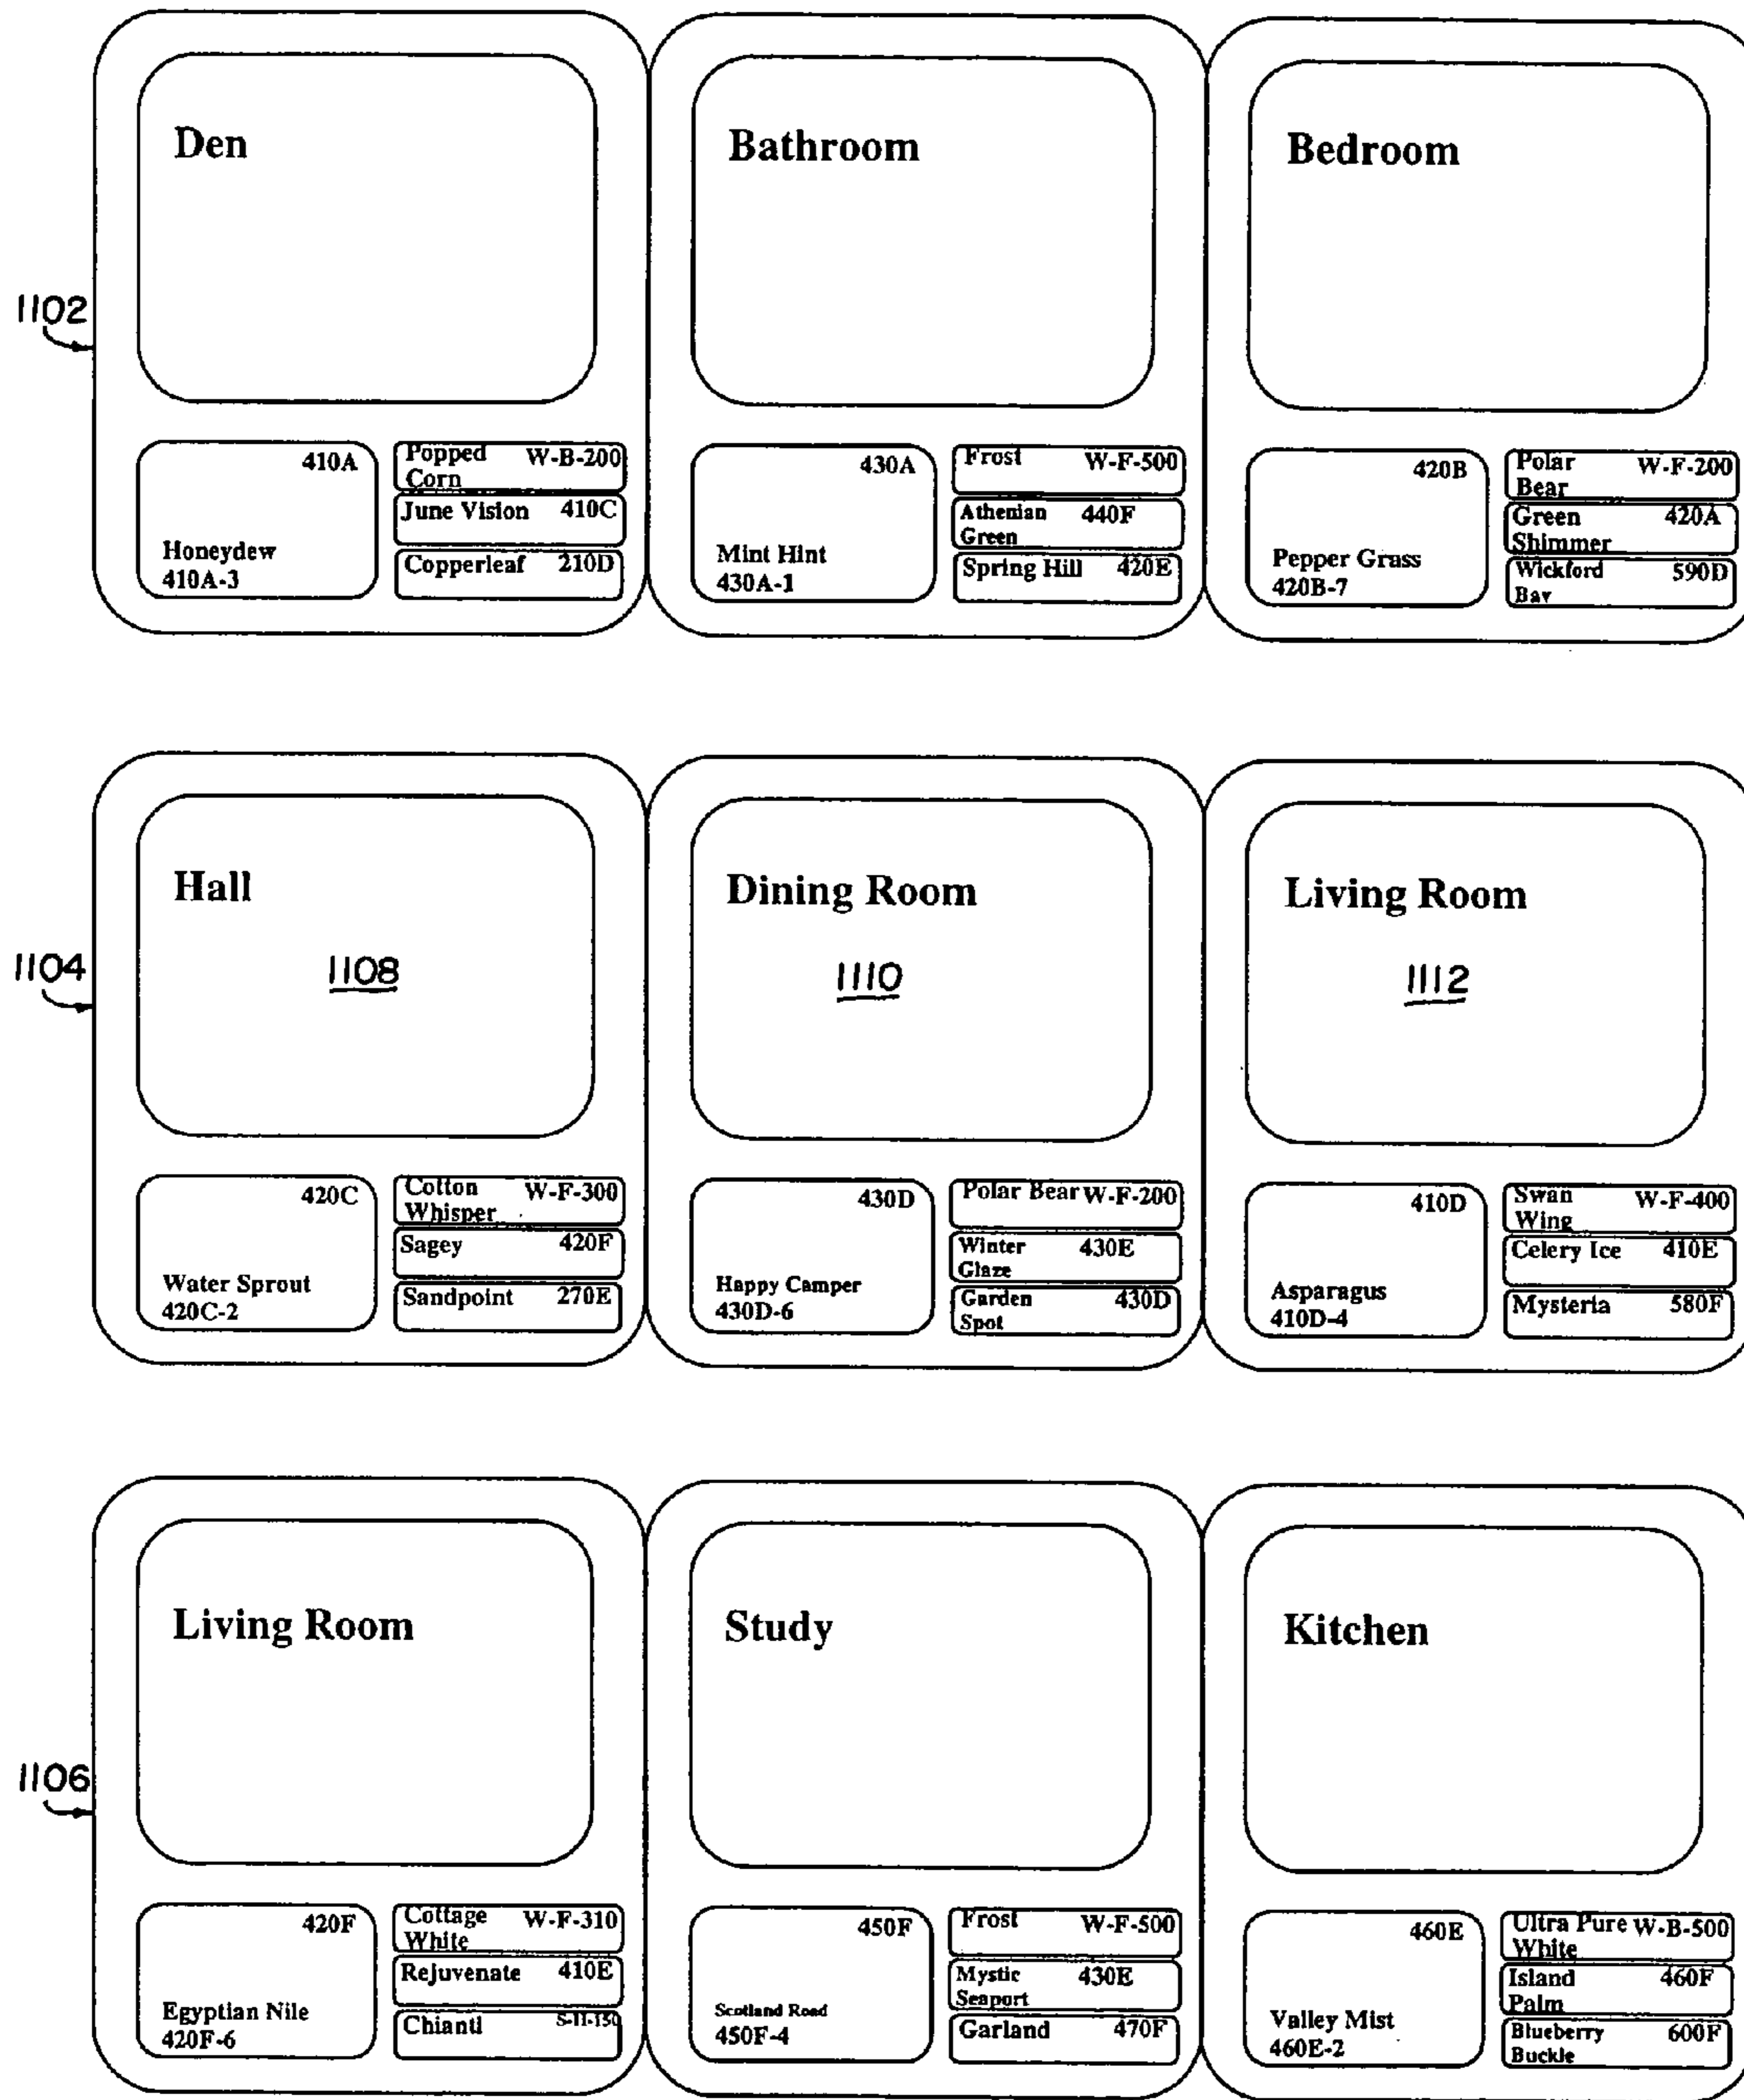 1102
Den
410A
Honeydew
410A-3
Popped W-B-200
Corn
June Vision 410C
Copperleaf 210D
Bathroom
430A
Mint Hint
430A-1
Frost W-F-500
Athenian 440F
Green
Spring Hill 420E
Bedroom
420B
Pepper Grass
420B-7
Polar W-F-200
Bear
Green 420A
Shimmer
Wickford 590D
Bay
1104
Hall
1108
420C
Water Sprout
420C-2
Cotton W-F-300
Whisper
Sagey 420F
Sandpoint 270E
Dining Room
1110
430D
Happy Camper
430D-6
Polar Bear W-F-200
Winter 430E
Glaze
Garden 430D
Spot
Living Room
1112
410D
Asparagus
410D-4
Swan W-F-400
Wing
Celery Ice 410E
Mysteria 580F
1106
Living Room
420F
Egyptian Nile
420F-6
Cottage W-F-310
White
Rejuvenate 410E
Chianti
Study
450F
Scotland Road
450F-4
Frost W-F-500
Mystic 430E
Seaport
Garland 470F
Kitchen
460E
Valley Mist
460E-2
Ultra Pure W-B-500
White
Island 460F
Palm
Blueberry 600F
Buckle